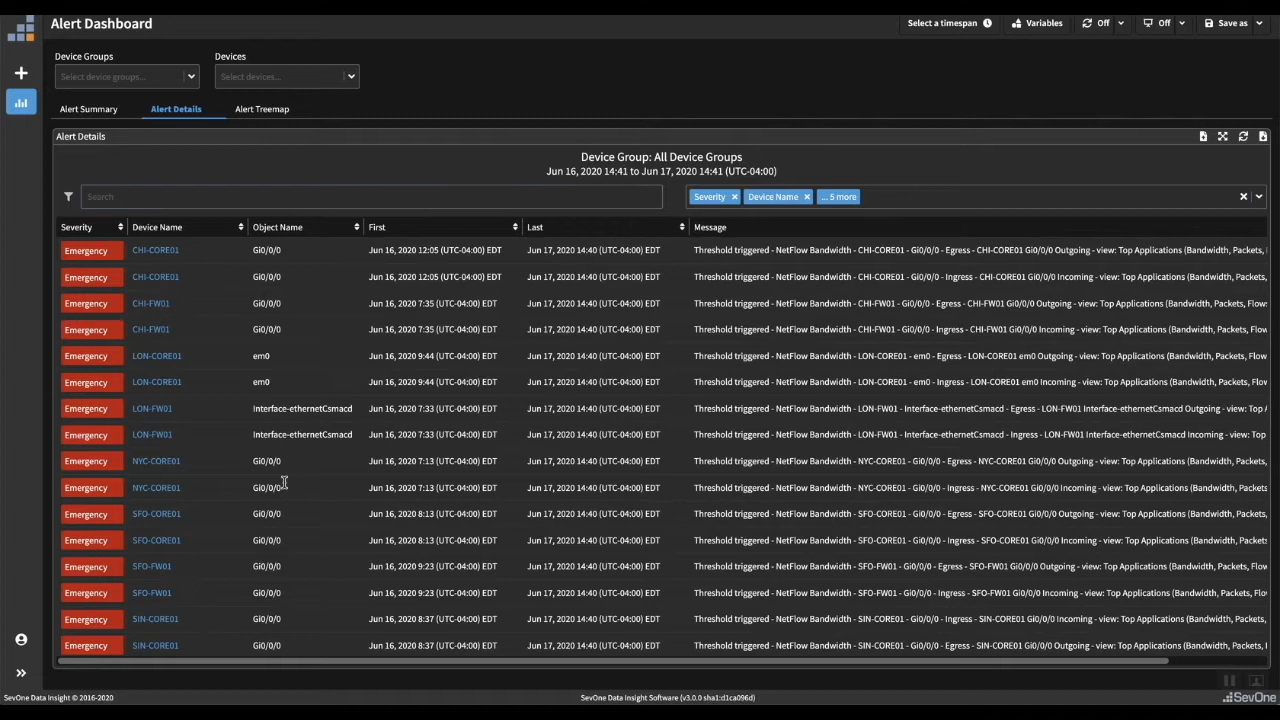 Alert Dashboard
Select a timespan Variables Off Off Save as
Device Groups Devices
Select device groups... Select devices...
Alert Summary Alert Details Alert Treemap
Alert Details
Device Group: All Device Groups
Jun 16, 2020 14:41 to Jun 17, 2020 14:41 (UTC-04:00)
Search Severity × Device Name × ... 5 more
Severity Device Name Object Name First Last Message
Emergency CHI-CORE01 Gi0/0/0 Jun 16, 2020 12:05 (UTC-04:00) EDT Jun 17, 2020 14:40 (UTC-04:00) EDT Threshold triggered - NetFlow Bandwidth - CHI-CORE01 - Gi0/0/0 - Egress - CHI-CORE01 Gi0/0/0 Outgoing - view: Top Applications (Bandwidth, Packets,
Emergency CHI-CORE01 Gi0/0/0 Jun 16, 2020 12:05 (UTC-04:00) EDT Jun 17, 2020 14:40 (UTC-04:00) EDT Threshold triggered - NetFlow Bandwidth - CHI-CORE01 - Gi0/0/0 - Ingress - CHI-CORE01 Gi0/0/0 Incoming - view: Top Applications (Bandwidth, Packets,
Emergency CHI-FW01 Gi0/0/0 Jun 16, 2020 7:35 (UTC-04:00) EDT Jun 17, 2020 14:40 (UTC-04:00) EDT Threshold triggered - NetFlow Bandwidth - CHI-FW01 - Gi0/0/0 - Egress - CHI-FW01 Gi0/0/0 Outgoing - view: Top Applications (Bandwidth, Packets, Flow
Emergency CHI-FW01 Gi0/0/0 Jun 16, 2020 7:35 (UTC-04:00) EDT Jun 17, 2020 14:40 (UTC-04:00) EDT Threshold triggered - NetFlow Bandwidth - CHI-FW01 - Gi0/0/0 - Ingress - CHI-FW01 Gi0/0/0 Incoming - view: Top Applications (Bandwidth, Packets, Flow
Emergency LON-CORE01 em0 Jun 16, 2020 9:44 (UTC-04:00) EDT Jun 17, 2020 14:40 (UTC-04:00) EDT Threshold triggered - NetFlow Bandwidth - LON-CORE01 - em0 - Egress - LON-CORE01 em0 Outgoing - view: Top Applications (Bandwidth, Packets, Flow
Emergency LON-CORE01 em0 Jun 16, 2020 9:44 (UTC-04:00) EDT Jun 17, 2020 14:40 (UTC-04:00) EDT Threshold triggered - NetFlow Bandwidth - LON-CORE01 - em0 - Ingress - LON-CORE01 em0 Incoming - view: Top Applications (Bandwidth, Packets, Flow
Emergency LON-FW01 Interface-ethernetCsmacd Jun 16, 2020 7:33 (UTC-04:00) EDT Jun 17, 2020 14:40 (UTC-04:00) EDT Threshold triggered - NetFlow Bandwidth - LON-FW01 - Interface-ethernetCsmacd - Egress - LON-FW01 Interface-ethernetCsmacd Outgoing - view: Top
Emergency LON-FW01 Interface-ethernetCsmacd Jun 16, 2020 7:33 (UTC-04:00) EDT Jun 17, 2020 14:40 (UTC-04:00) EDT Threshold triggered - NetFlow Bandwidth - LON-FW01 - Interface-ethernetCsmacd - Ingress - LON-FW01 Interface-ethernetCsmacd Incoming - view: Top
Emergency NYC-CORE01 Gi0/0/0 Jun 16, 2020 7:13 (UTC-04:00) EDT Jun 17, 2020 14:40 (UTC-04:00) EDT Threshold triggered - NetFlow Bandwidth - NYC-CORE01 - Gi0/0/0 - Egress - NYC-CORE01 Gi0/0/0 Outgoing - view: Top Applications (Bandwidth, Packets
Emergency NYC-CORE01 Gi0/0/0 Jun 16, 2020 7:13 (UTC-04:00) EDT Jun 17, 2020 14:40 (UTC-04:00) EDT Threshold triggered - NetFlow Bandwidth - NYC-CORE01 - Gi0/0/0 - Ingress - NYC-CORE01 Gi0/0/0 Incoming - view: Top Applications (Bandwidth, Packets
Emergency SFO-CORE01 Gi0/0/0 Jun 16, 2020 8:13 (UTC-04:00) EDT Jun 17, 2020 14:40 (UTC-04:00) EDT Threshold triggered - NetFlow Bandwidth - SFO-CORE01 - Gi0/0/0 - Egress - SFO-CORE01 Gi0/0/0 Outgoing - view: Top Applications (Bandwidth, Packets,
Emergency SFO-CORE01 Gi0/0/0 Jun 16, 2020 8:13 (UTC-04:00) EDT Jun 17, 2020 14:40 (UTC-04:00) EDT Threshold triggered - NetFlow Bandwidth - SFO-CORE01 - Gi0/0/0 - Ingress - SFO-CORE01 Gi0/0/0 Incoming - view: Top Applications (Bandwidth, Packets
Emergency SFO-FW01 Gi0/0/0 Jun 16, 2020 9:23 (UTC-04:00) EDT Jun 17, 2020 14:40 (UTC-04:00) EDT Threshold triggered - NetFlow Bandwidth - SFO-FW01 - Gi0/0/0 - Egress - SFO-FW01 Gi0/0/0 Outgoing - view: Top Applications (Bandwidth, Packets, Flo
Emergency SFO-FW01 Gi0/0/0 Jun 16, 2020 9:23 (UTC-04:00) EDT Jun 17, 2020 14:40 (UTC-04:00) EDT Threshold triggered - NetFlow Bandwidth - SFO-FW01 - Gi0/0/0 - Ingress - SFO-FW01 Gi0/0/0 Incoming - view: Top Applications (Bandwidth, Packets, Flo
Emergency SIN-CORE01 Gi0/0/0 Jun 16, 2020 8:37 (UTC-04:00) EDT Jun 17, 2020 14:40 (UTC-04:00) EDT Threshold triggered - NetFlow Bandwidth - SIN-CORE01 - Gi0/0/0 - Egress - SIN-CORE01 Gi0/0/0 Outgoing - view: Top Applications (Bandwidth, Packets,
Emergency SIN-CORE01 Gi0/0/0 Jun 16, 2020 8:37 (UTC-04:00) EDT Jun 17, 2020 14:40 (UTC-04:00) EDT Threshold triggered - NetFlow Bandwidth - SIN-CORE01 - Gi0/0/0 - Ingress - SIN-CORE01 Gi0/0/0 Incoming - view: Top Applications (Bandwidth, Packets,
SevOne Data Insight © 2016-2020 SevOne Data Insight Software (v3.0.0 sha1:d1ca096d) SevOne